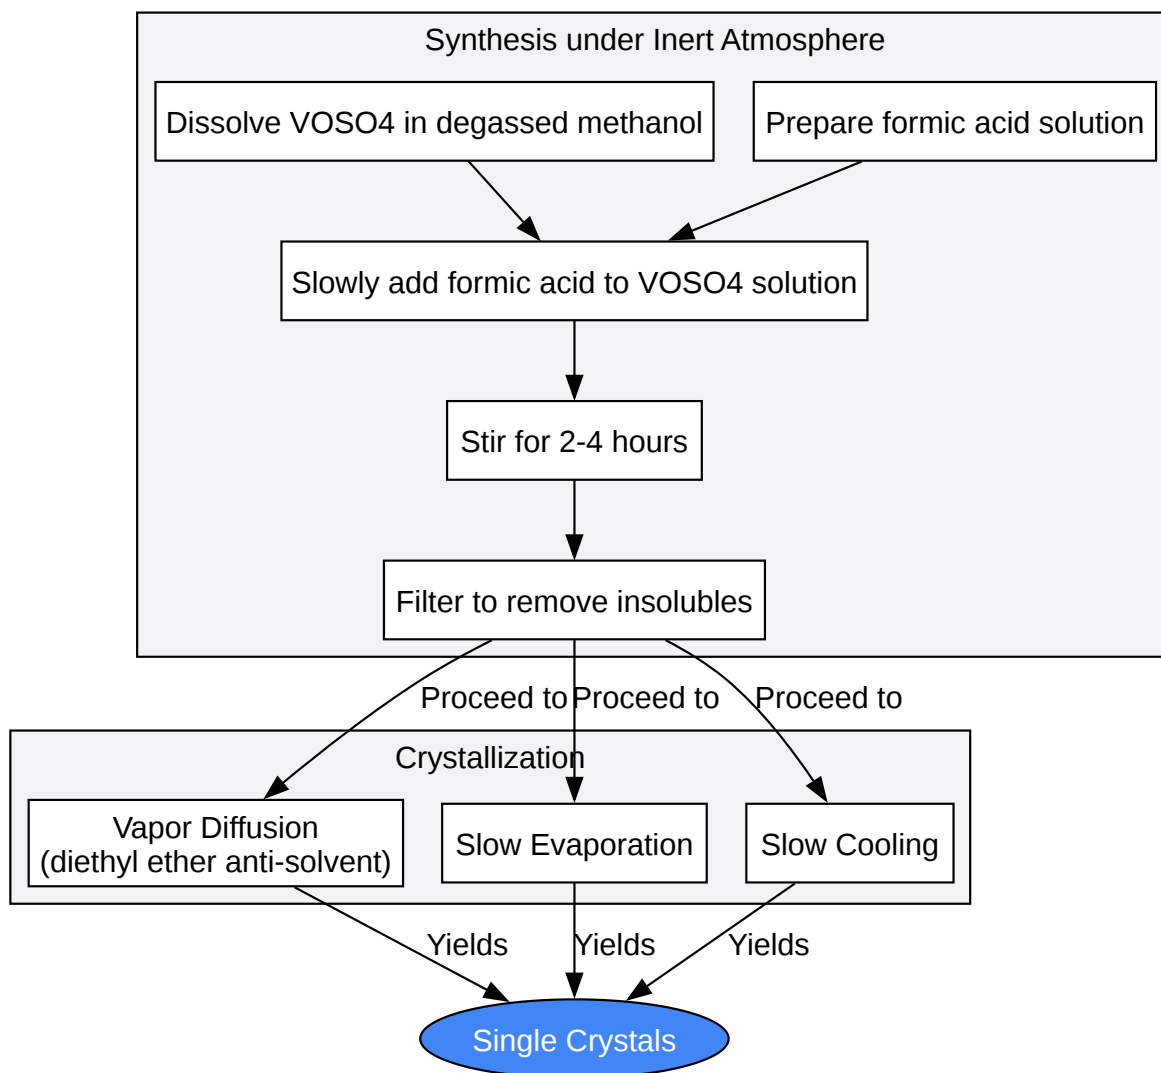 Synthesis under Inert Atmosphere
Dissolve VOSO4 in degassed methanol
Prepare formic acid solution
Slowly add formic acid to VOSO4 solution
Stir for 2-4 hours
Filter to remove insolubles
Proceed to
Proceed to
Proceed to
Crystallization
Vapor Diffusion
(diethyl ether anti-solvent)
Slow Evaporation
Slow Cooling
Yields
Yields
Yields
Single Crystals